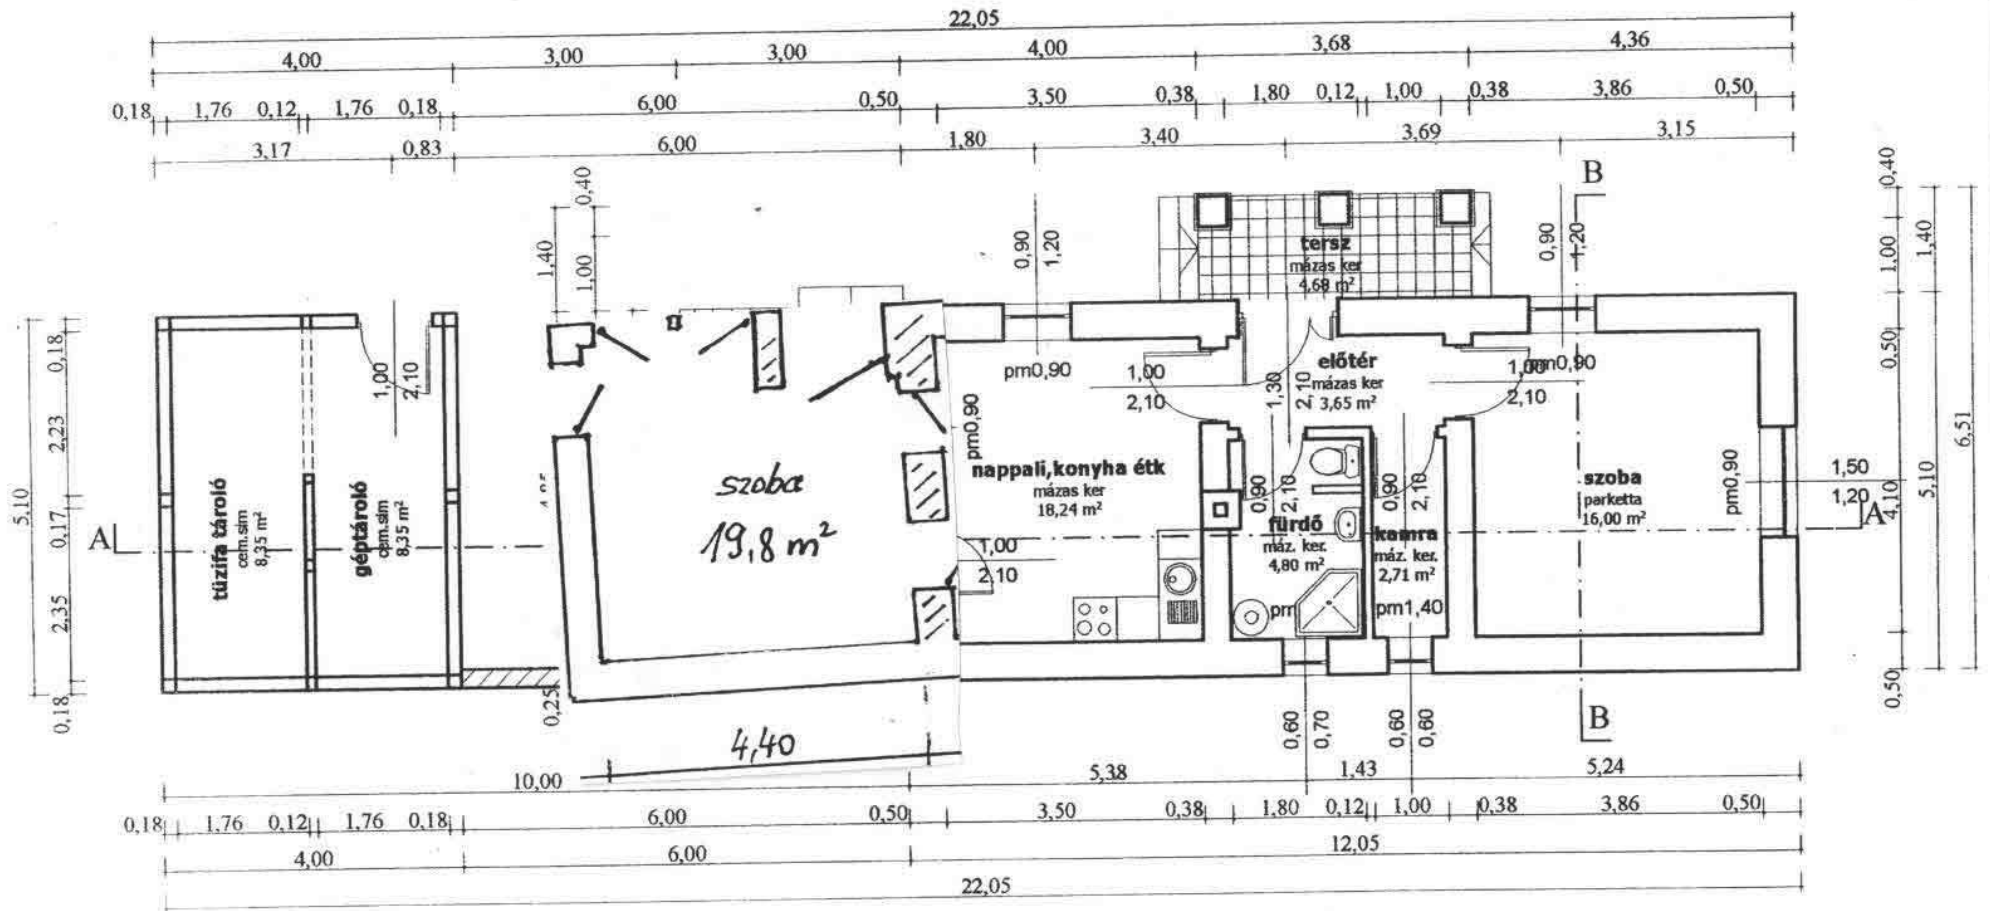 22,05
4,00 3,00 3,00 4,00 3,68 4,36
0,18 1,76 0,12 1,76 0,18 6,00 0,50 3,50 0,38 1,80 0,12 1,00 0,38 3,86 0,50
3,17 0,83 6,00 1,80 3,40 3,69 3,15
B
0,40
1,40
1,00
0,90
1,20
0,90
1,20
0,40
1,00
1,40
tersz
mázas ker
4,68 m²
5,10
0,18
2,23
0,17
2,35
0,18
1,00
2,10
pm0,90
1,00
2,10
pm0,90
előtér
mázas ker
3,65 m²
1,30
2,10
1,00
2,10
pm0,90
0,50
4,10
0,50
5,10
6,51
A
tüzifa tároló
cem.sim
8,35 m²
géptároló
cem.sim
8,35 m²
szoba
19,8 m²
nappali,konyha étk
mázas ker
18,24 m²
1,00
2,10
0,90
2,10
fürdő
máz. ker.
4,80 m²
0,90
2,10
kamra
máz. ker.
2,71 m²
pm1,40
szoba
parketta
16,00 m²
pm0,90
1,50
1,20
A
0,25
0,60
0,70
0,60
0,60
B
4,40
10,00 5,38 1,43 5,24
0,18 1,76 0,12 1,76 0,18 6,00 0,50 3,50 0,38 1,80 0,12 1,00 0,38 3,86 0,50
4,00 6,00 12,05
22,05